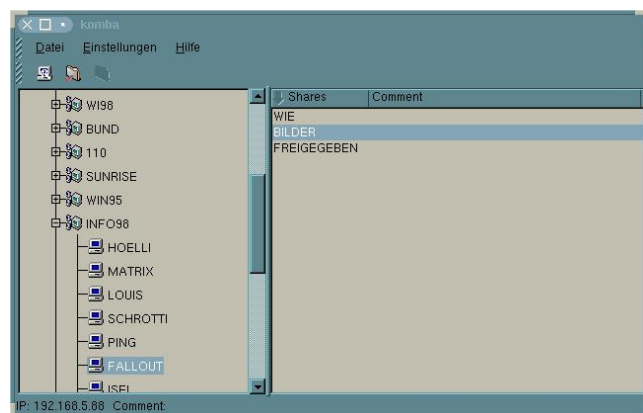 komba
Datei Einstellungen Hilfe
Shares Comment
WI98
BUND
110
SUNRISE
WIN95
INFO98
HOELLI
MATRIX
LOUIS
SCHROTTI
PING
FALLOUT
WIE
BILDER
FREIGEGEBEN
IP: 192.168.5.88 Comment: